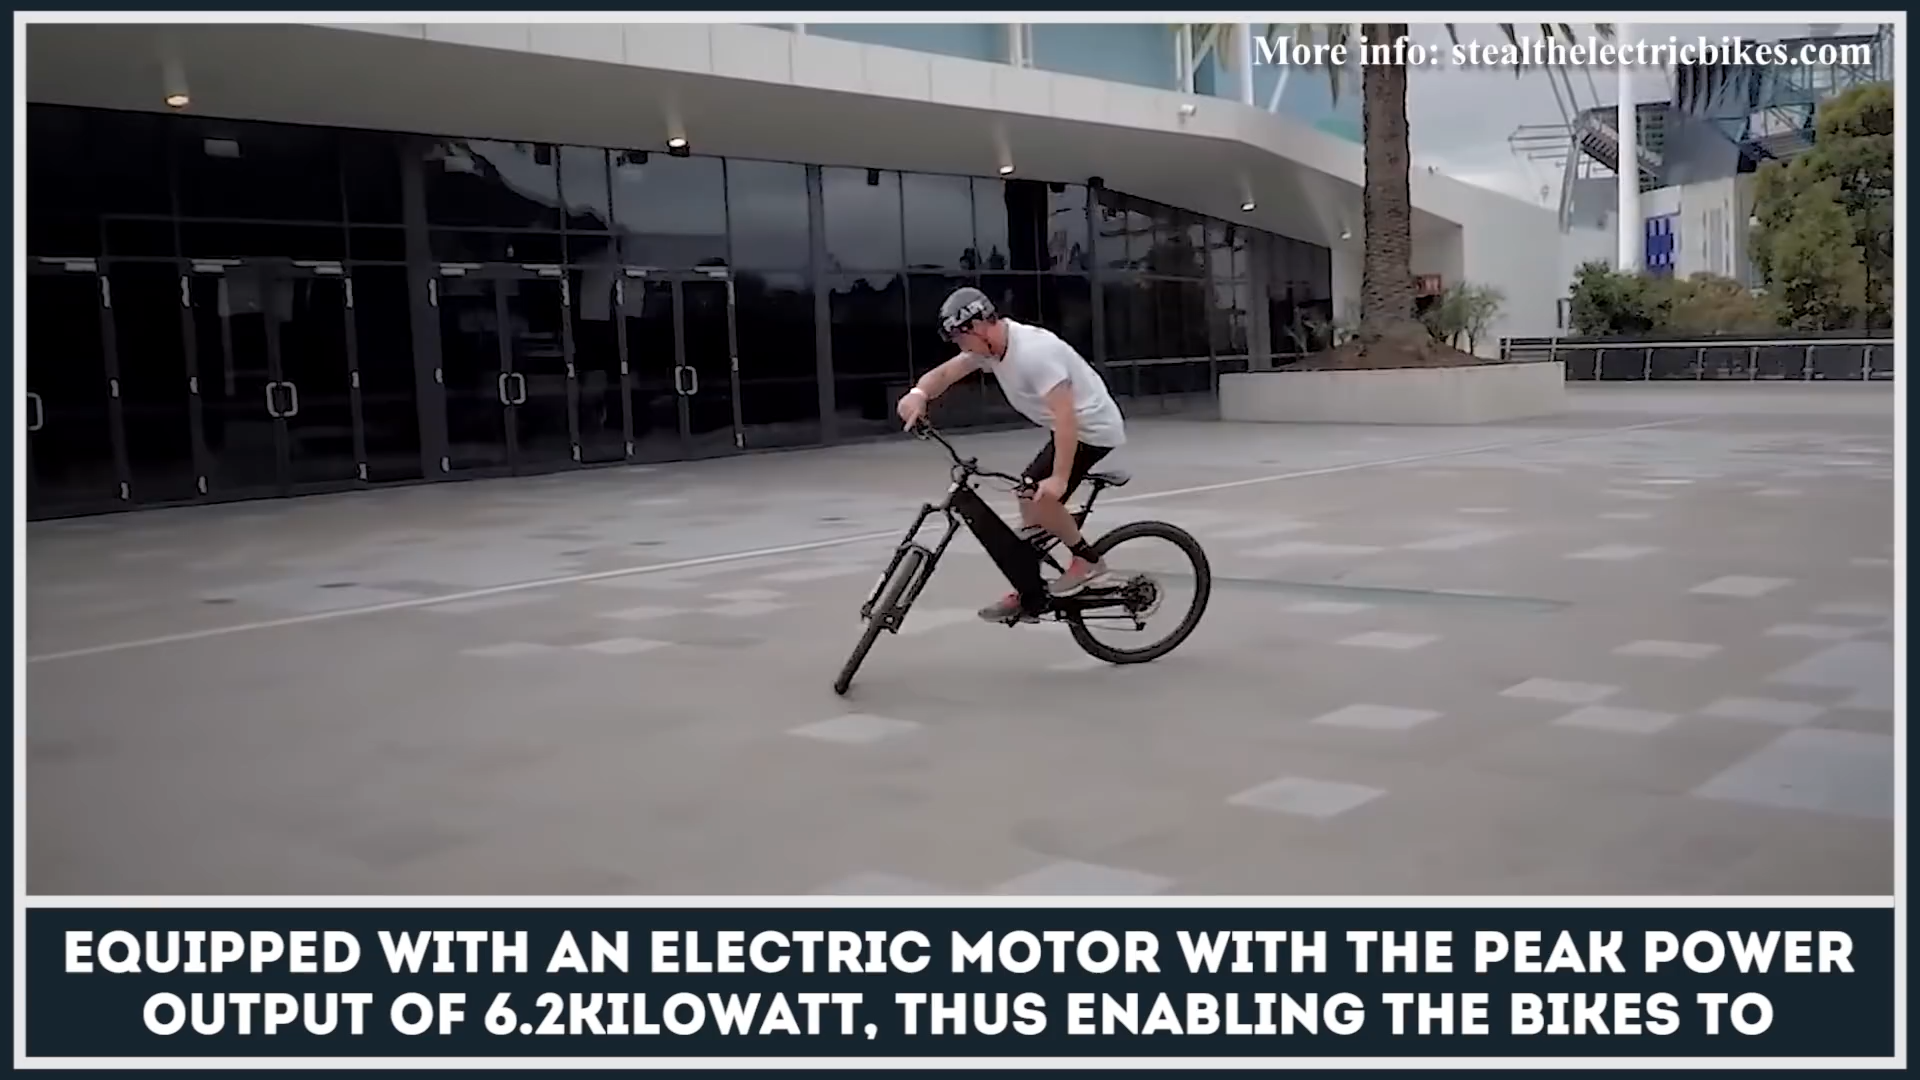 More info: stealthelectricbikes.com
EQUIPPED WITH AN ELECTRIC MOTOR WITH THE PEAK POWER
OUTPUT OF 6.2KILOWATT, THUS ENABLING THE BIKES TO